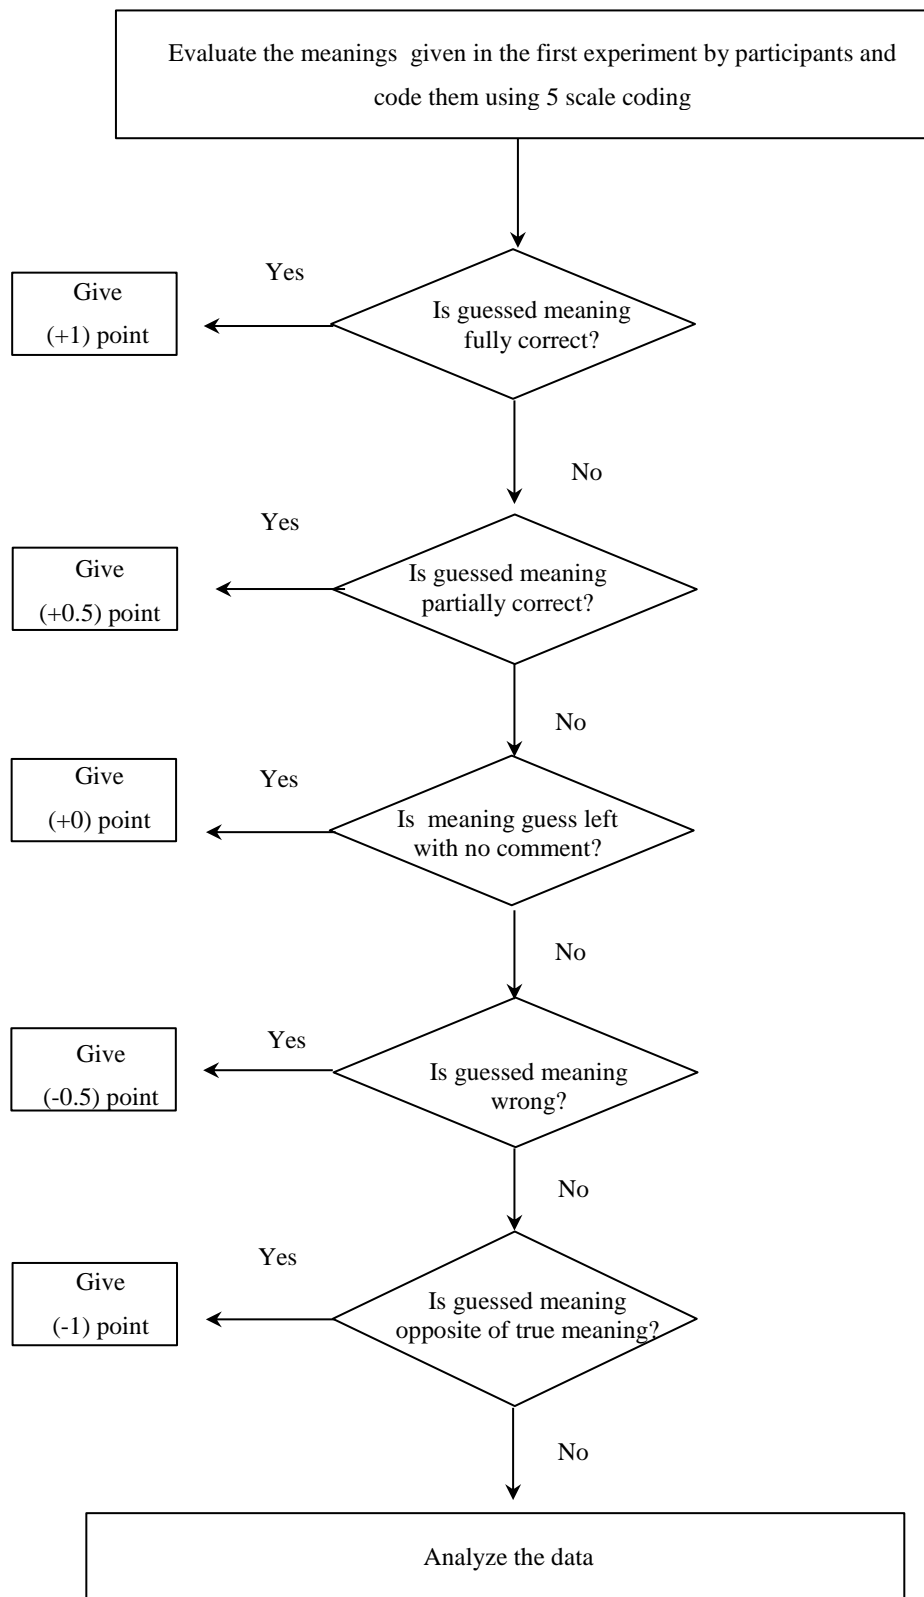 Evaluate the meanings given in the first experiment by participants and
code them using 5 scale coding
Yes
Give
(+1) point
Is guessed meaning
fully correct?
No
Yes
Give
(+0.5) point
Is guessed meaning
partially correct?
No
Yes
Give
(+0) point
Is meaning guess left
with no comment?
No
Yes
Give
(-0.5) point
Is guessed meaning
wrong?
No
Yes
Give
(-1) point
Is guessed meaning
opposite of true meaning?
No
Analyze the data